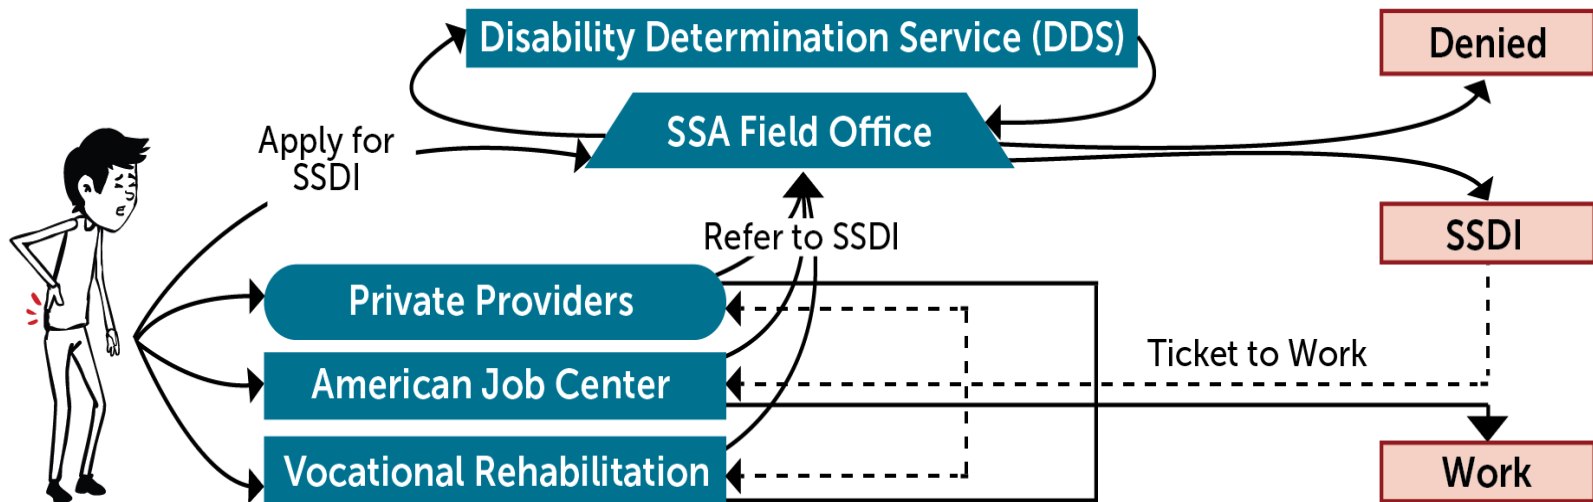 Disability Determination Service (DDS)
Denied
SSA Field Office
Apply for
SSDI
SSDI
Refer to SSDI
Private Providers
Ticket to Work
American Job Center
Vocational Rehabilitation
Work